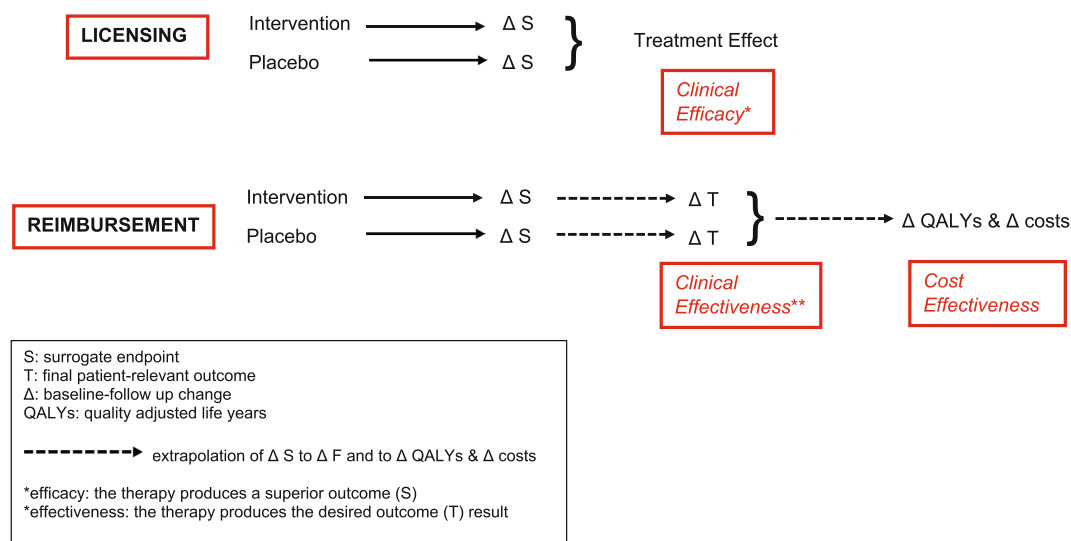 LICENSING
Intervention Δ S
Placebo Δ S
}
Treatment Effect
Clinical
Efficacy*
REIMBURSEMENT
Intervention Δ S Δ T
Placebo Δ S Δ T
}
Δ QALYs & Δ costs
Clinical
Effectiveness**
Cost
Effectiveness
S: surrogate endpoint
T: final patient-relevant outcome
Δ: baseline-follow up change
QALYs: quality adjusted life years
extrapolation of Δ S to Δ F and to Δ QALYs & Δ costs
*efficacy: the therapy produces a superior outcome (S)
*effectiveness: the therapy produces the desired outcome (T) result